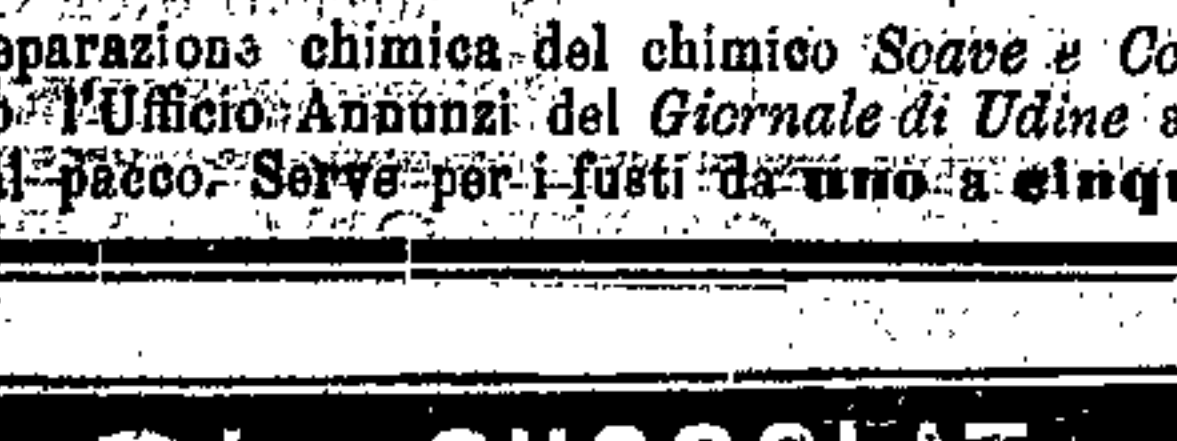 eparazione chimica del chimico Soave e Co
o l'Ufficio Annunzi del Giornale di Udine
al pacco. Serve per i fusti da uno a cinqu